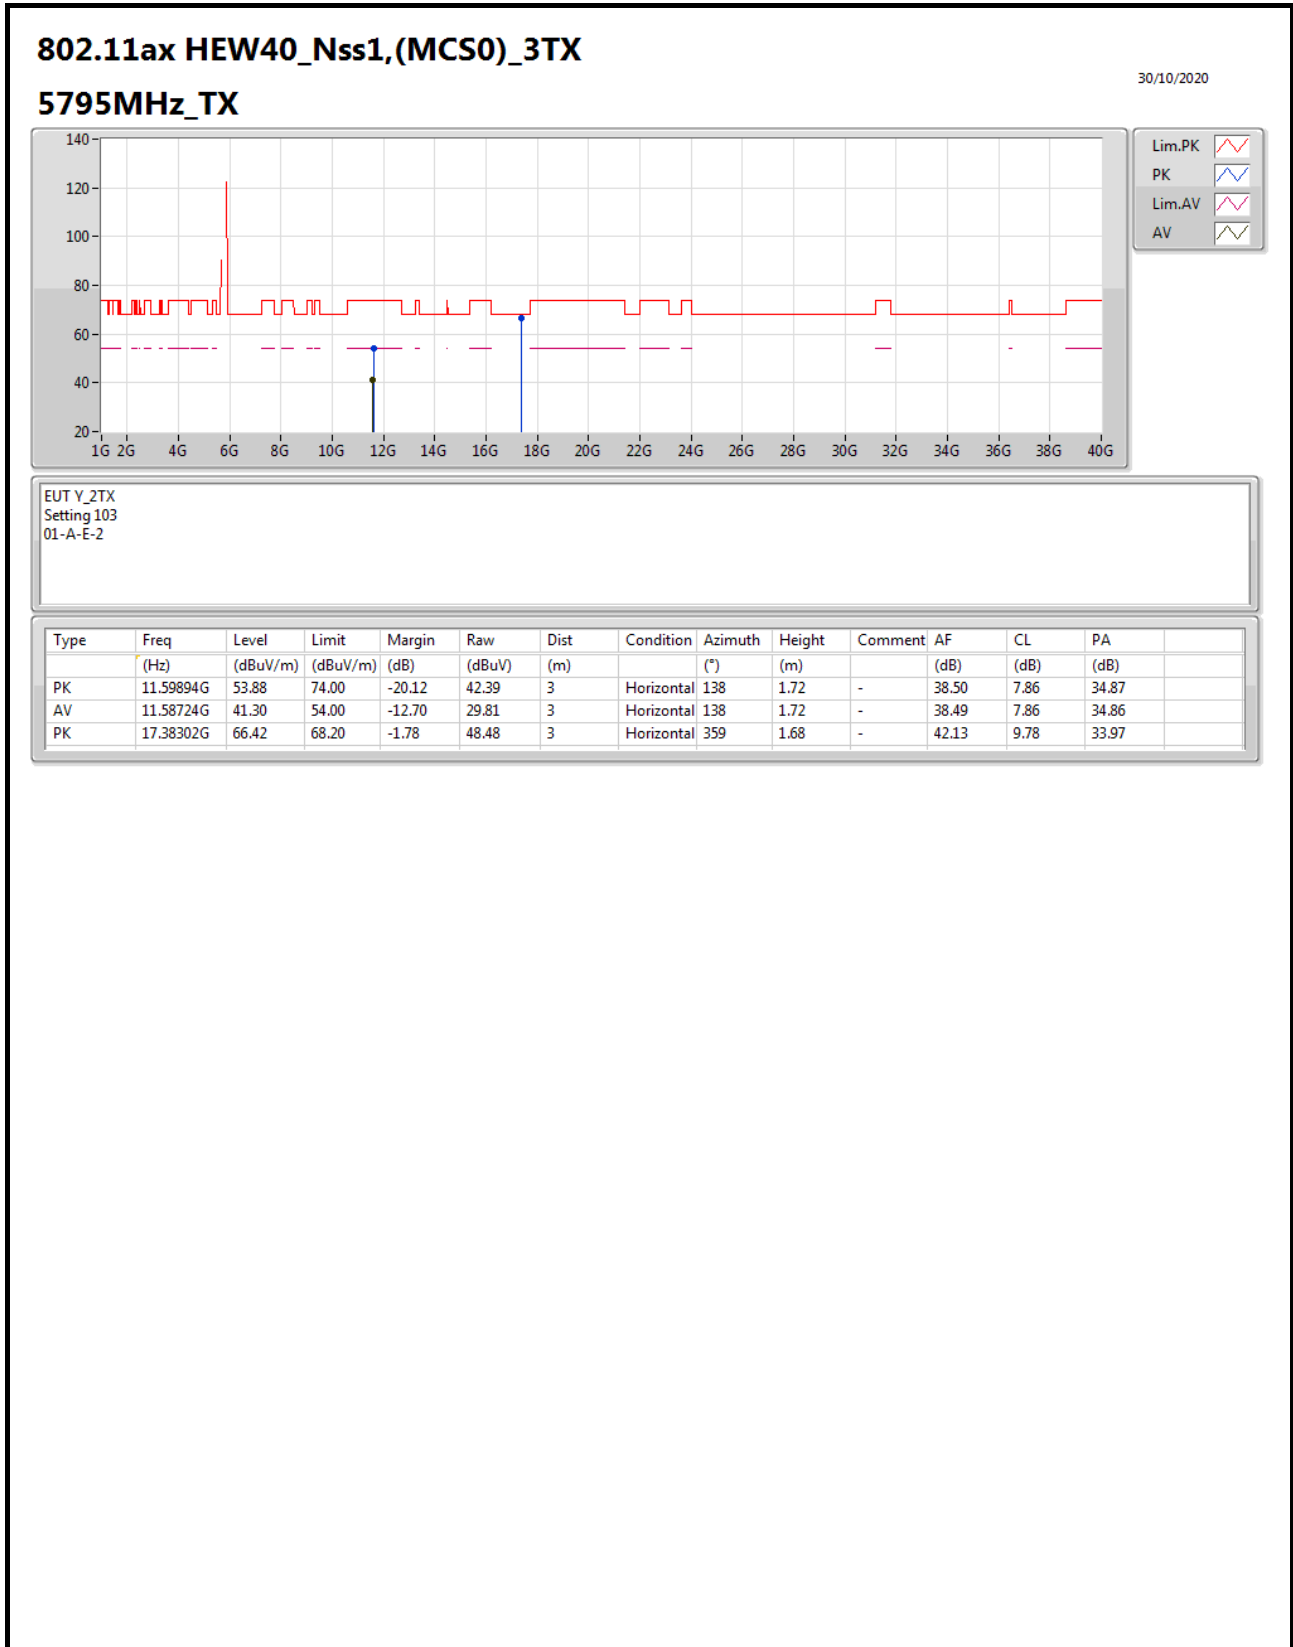 802.11ax HEW40_Nss1,(MCS0)_3TX
30/10/2020
5795MHz_TX
140
120
100
80
60
40
20
1G 2G 4G 6G 8G 10G 12G 14G 16G 18G 20G 22G 24G 26G 28G 30G 32G 34G 36G 38G 40G
Lim.PK
PK
Lim.AV
AV
EUT Y_2TX
Setting 103
01-A-E-2
Type Freq Level Limit Margin Raw Dist Condition Azimuth Height Comment AF CL PA
(Hz) (dBuV/m) (dBuV/m) (dB) (dBuV) (m) (°) (m) (dB) (dB) (dB)
PK 11.59894G 53.88 74.00 -20.12 42.39 3 Horizontal 138 1.72 - 38.50 7.86 34.87
AV 11.58724G 41.30 54.00 -12.70 29.81 3 Horizontal 138 1.72 - 38.49 7.86 34.86
PK 17.38302G 66.42 68.20 -1.78 48.48 3 Horizontal 359 1.68 - 42.13 9.78 33.97